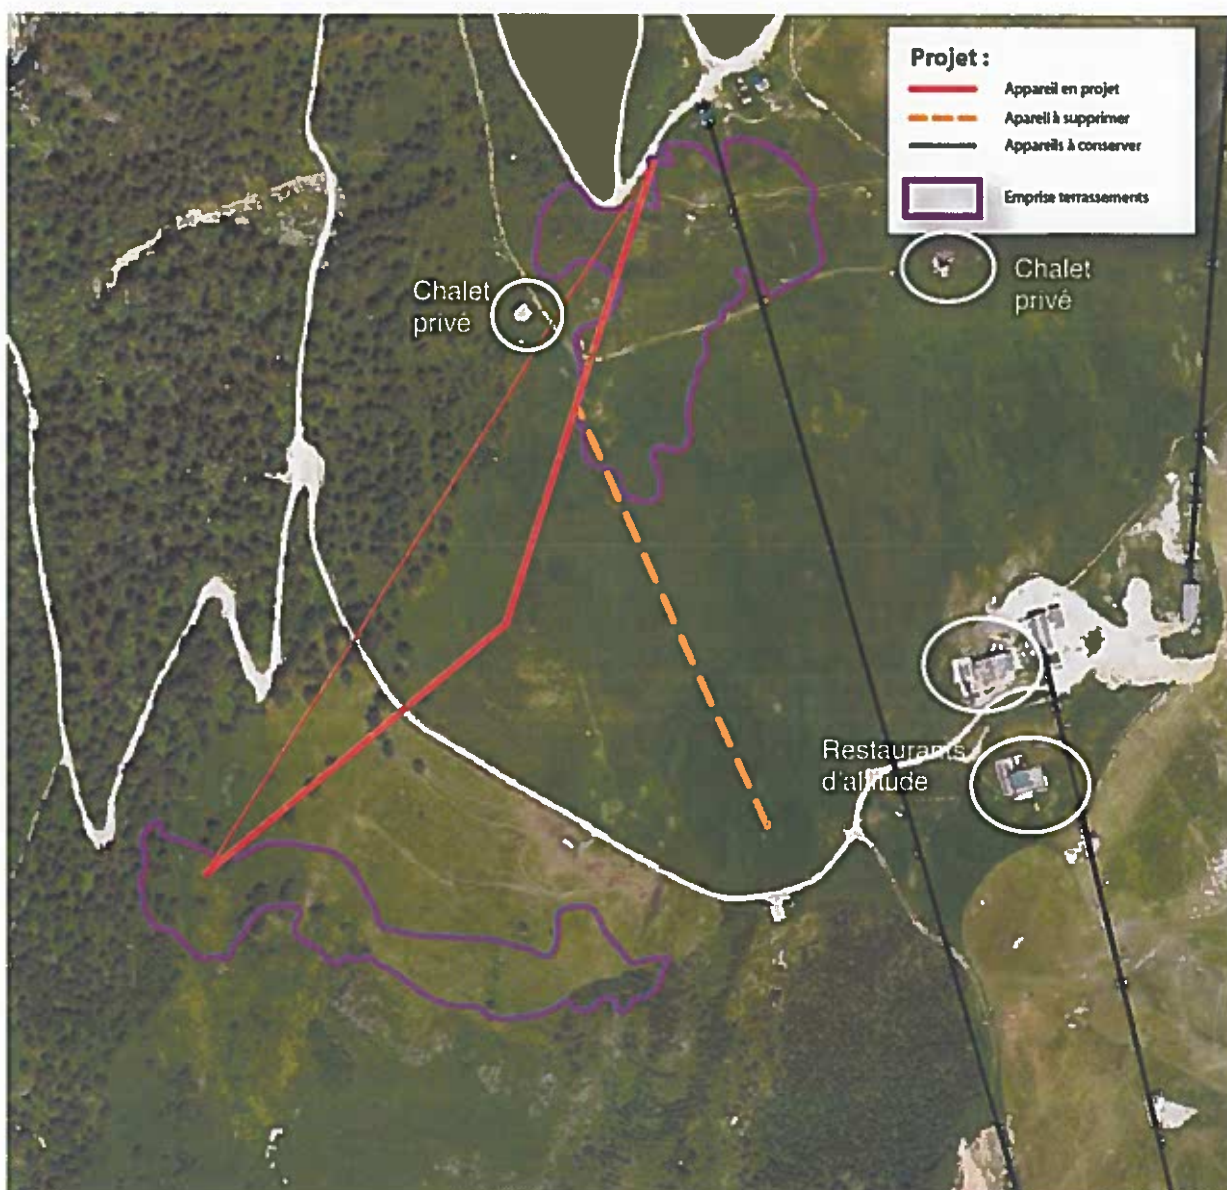 Projet :
Appareil en projet
Apareil à supprimer
Appareils à conserver
Emprise terrassements
Chalet
privé
Chalet
privé
Restaurants
d'altitude